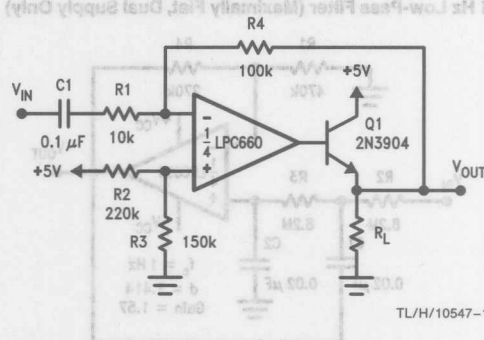 R4
100k
+5V
V_IN
C1
R1
Q1
2N3904
0.1 μF
10k
-
1/4
LPC660
+
V_OUT
+5V
R2
220k
R3
150k
R_L
TL/H/10547-1